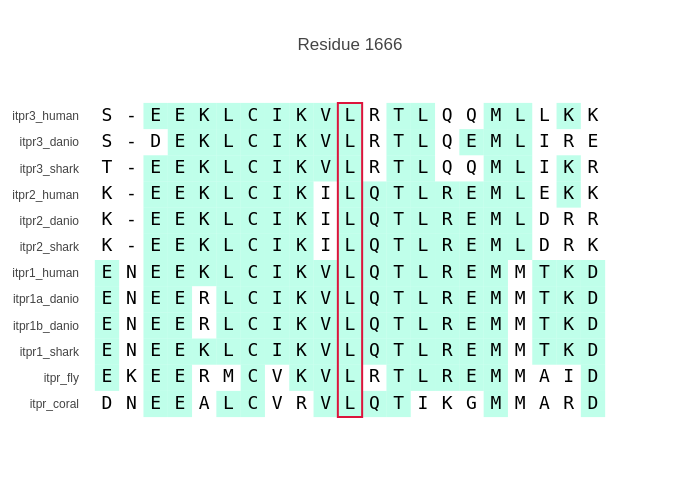 Residue 1666
itpr3_human S - E E K L C I K V L R T L Q Q M L L K K
itpr3_danio S - D E K L C I K V L R T L Q E M L I R E
itpr3_shark T - E E K L C I K V L R T L Q Q M L I K R
itpr2_human K - E E K L C I K I L Q T L R E M L E K K
itpr2_danio K - E E K L C I K I L Q T L R E M L D R R
itpr2_shark K - E E K L C I K I L Q T L R E M L D R K
itpr1_human E N E E K L C I K V L Q T L R E M M T K D
itpr1a_danio E N E E R L C I K V L Q T L R E M M T K D
itpr1b_danio E N E E R L C I K V L Q T L R E M M T K D
itpr1_shark E N E E K L C I K V L Q T L R E M M T K D
itpr_fly E K E E R M C V K V L R T L R E M M A I D
itpr_coral D N E E A L C V R V L Q T I K G M M A R D